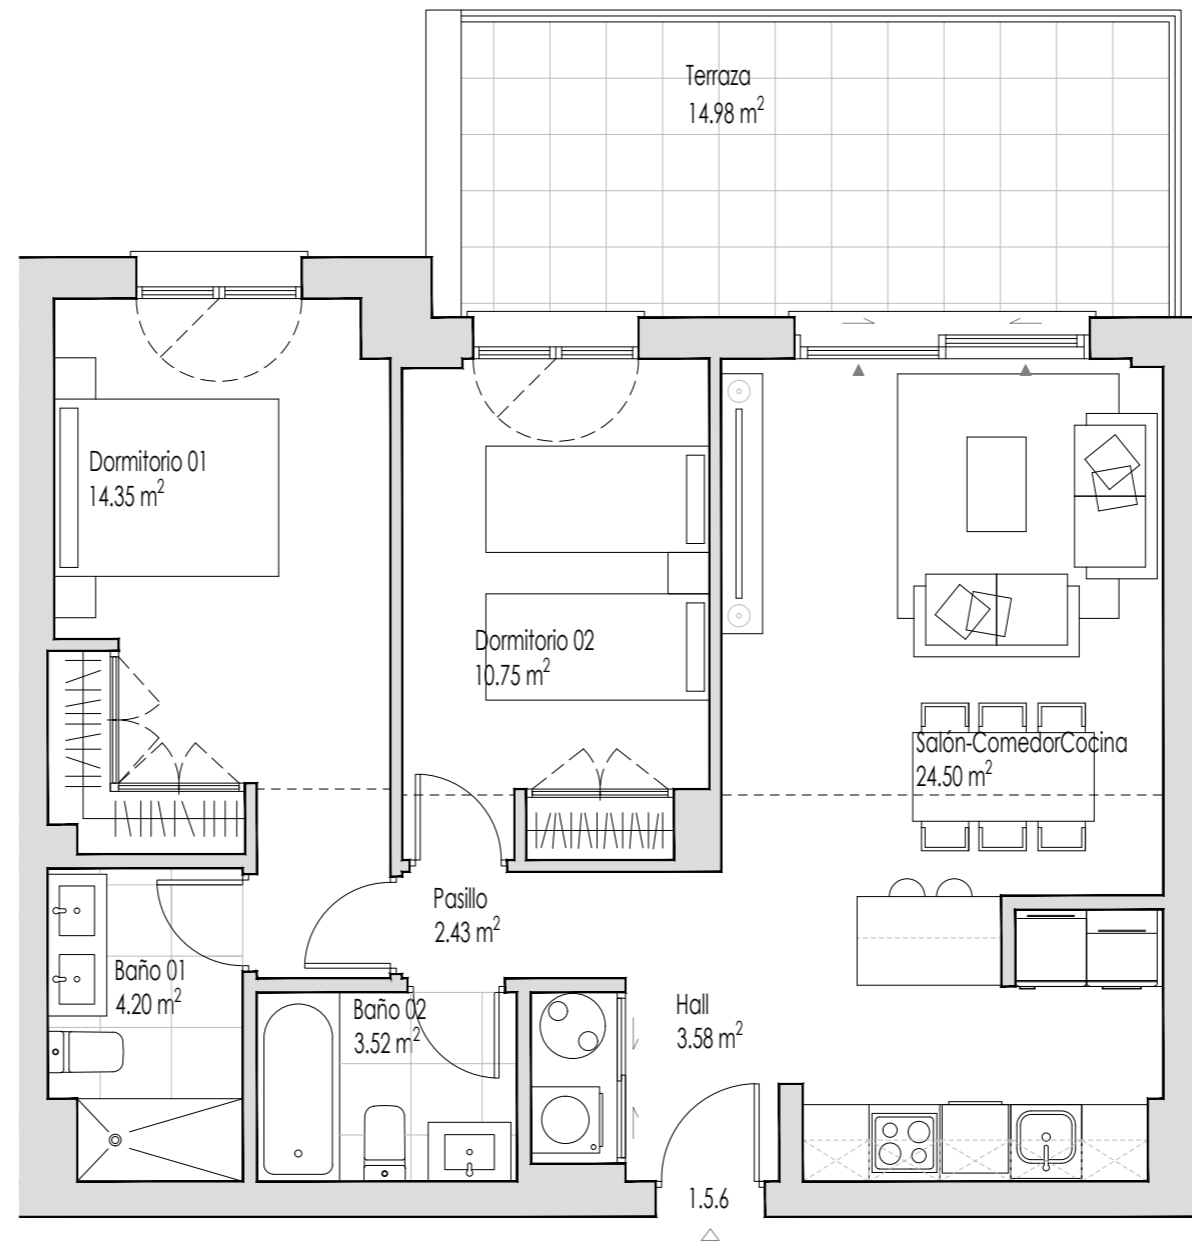 Terraza
14.98 m²
Dormitorio 01
14.35 m²
Dormitorio 02
10.75 m²
Salón-ComedorCocina
24.50 m²
Pasillo
2.43 m²
Baño 01
4.20 m²
Baño 02
3.52 m²
Hall
3.58 m²
1.5.6